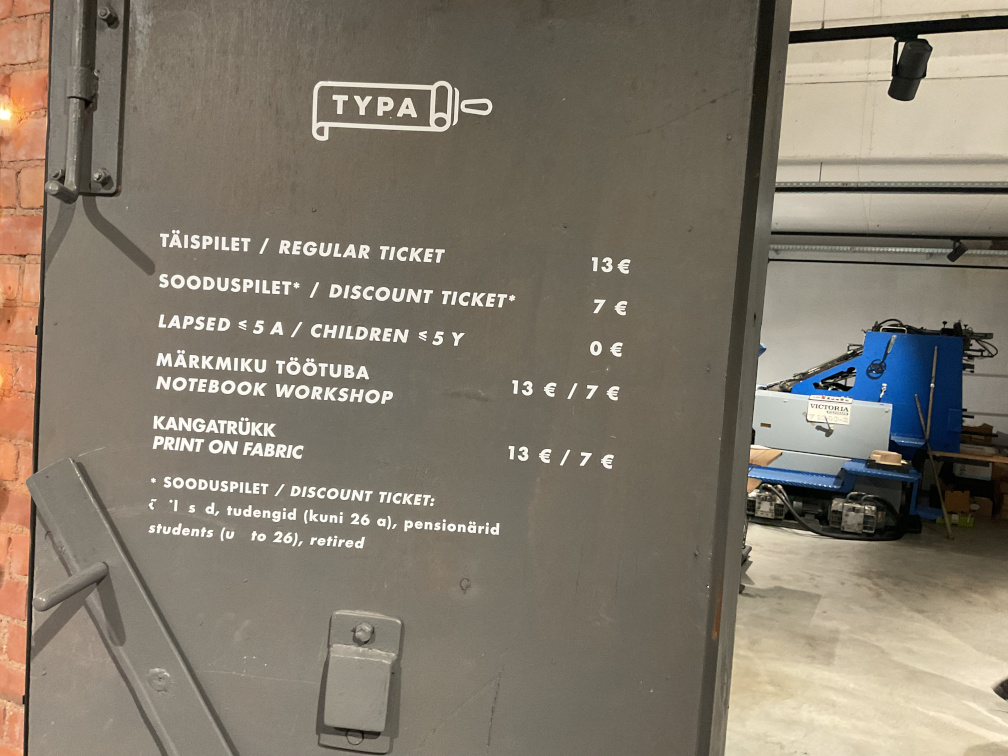 TYPA
TÄISPILET / REGULAR TICKET 13 €
SOODUSPILET* / DISCOUNT TICKET* 7 €
LAPSED ≤ 5 A / CHILDREN ≤ 5 Y 0 €
MÄRKMIKU TÖÖTUBA
NOTEBOOK WORKSHOP 13 € / 7 €
KANGATRÜKK
PRINT ON FABRIC 13 € / 7 €
* SOODUSPILET / DISCOUNT TICKET:
tudengid (kuni 26 a), pensionärid
students (u to 26), retired
VICTORIA